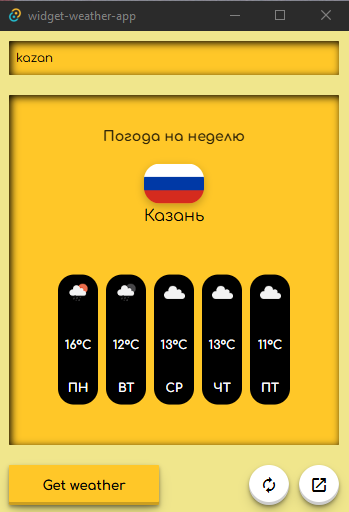 widget-weather-app
kazan
Погода на неделю
Казань
16°C 12°C 13°C 13°C 11°C
ПН ВТ СР ЧТ ПТ
Get weather